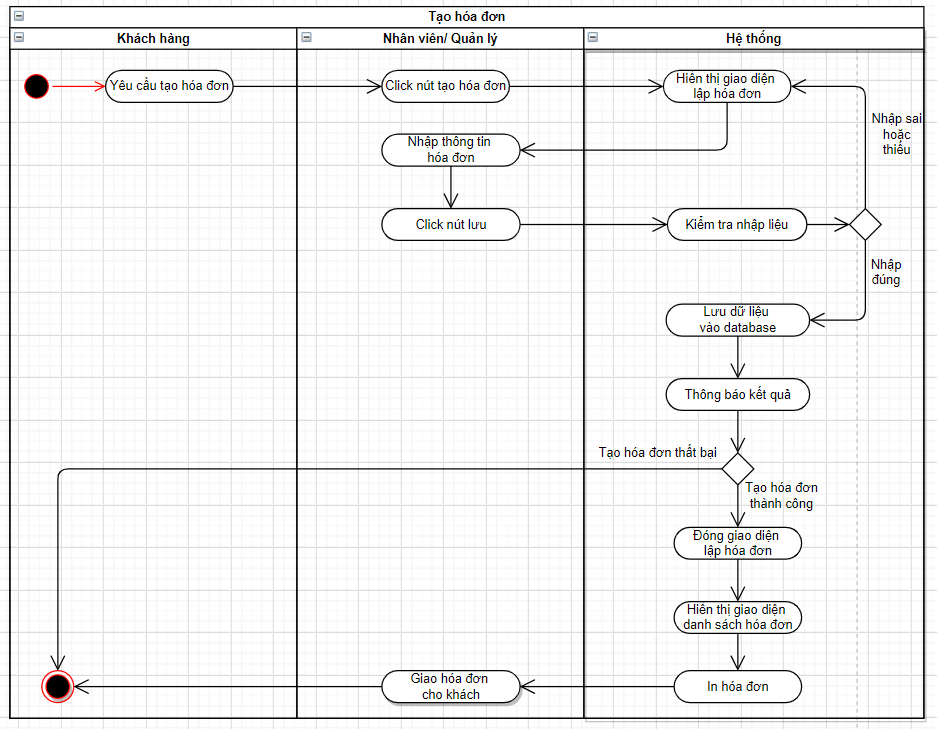 Tạo hóa đơn
Khách hàng
Nhân viên/ Quản lý
Hệ thống
Yêu cầu tạo hóa đơn
Click nút tạo hóa đơn
Hiên thị giao diện
lập hóa đơn
Nhập sai
hoặc
thiếu
Nhập thông tin
hóa đơn
Click nút lưu
Kiểm tra nhập liệu
Nhập
đúng
Lưu dữ liệu
vào database
Thông báo kết quả
Tạo hóa đơn thất bại
Tạo hóa đơn
thành công
Đóng giao diện
lập hóa đơn
Hiên thị giao diện
danh sách hóa đơn
Giao hóa đơn
cho khách
In hóa đơn